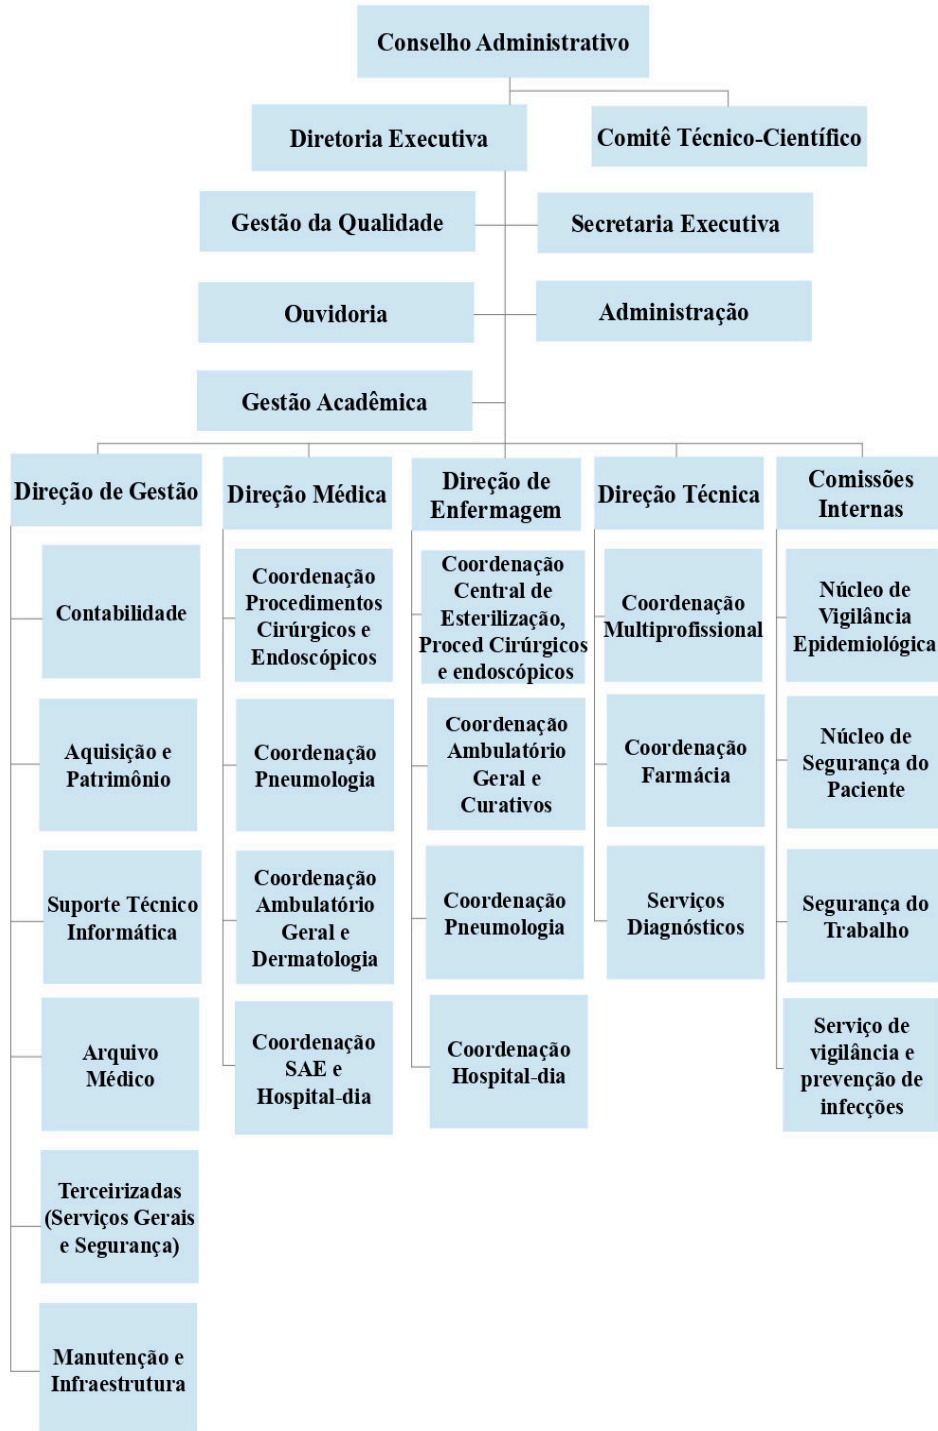 Conselho Administrativo
Diretoria Executiva
Comitê Técnico-Científico
Gestão da Qualidade
Secretaria Executiva
Ouvidoria
Administração
Gestão Acadêmica
Direção de Gestão
Direção Médica
Direção de
Enfermagem
Direção Técnica
Comissões
Internas
Contabilidade
Coordenação
Procedimentos
Cirúrgicos e
Endoscópicos
Coordenação
Central de
Esterilização,
Proced Cirúrgicos
e endoscópicos
Coordenação
Multiprofissional
Núcleo de
Vigilância
Epidemiológica
Aquisição e
Patrimônio
Coordenação
Pneumologia
Coordenação
Ambulatório
Geral e
Curativos
Coordenação
Farmácia
Núcleo de
Segurança do
Paciente
Suporte Técnico
Informática
Coordenação
Ambulatório
Geral e
Dermatologia
Coordenação
Pneumologia
Serviços
Diagnósticos
Segurança do
Trabalho
Arquivo
Médico
Coordenação
SAE e
Hospital-dia
Coordenação
Hospital-dia
Serviço de
vigilância e
prevenção de
infecções
Terceirizadas
(Serviços Gerais
e Segurança)
Manutenção e
Infraestrutura